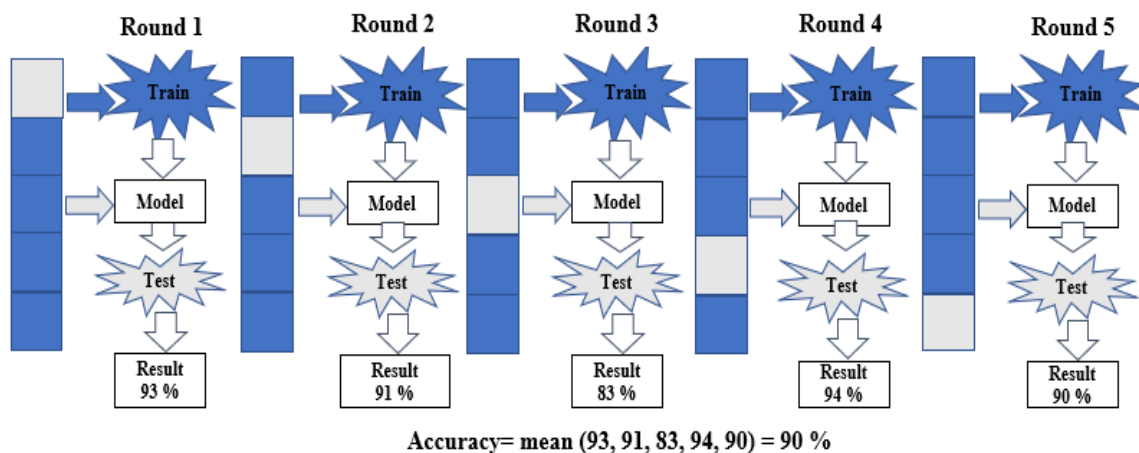 Round 1
Round 2
Round 3
Round 4
Round 5
Train
Train
Train
Train
Train
Model
Model
Model
Model
Model
Test
Test
Test
Test
Test
Result
93 %
Result
91 %
Result
83 %
Result
94 %
Result
90 %
Accuracy= mean (93, 91, 83, 94, 90) = 90 %